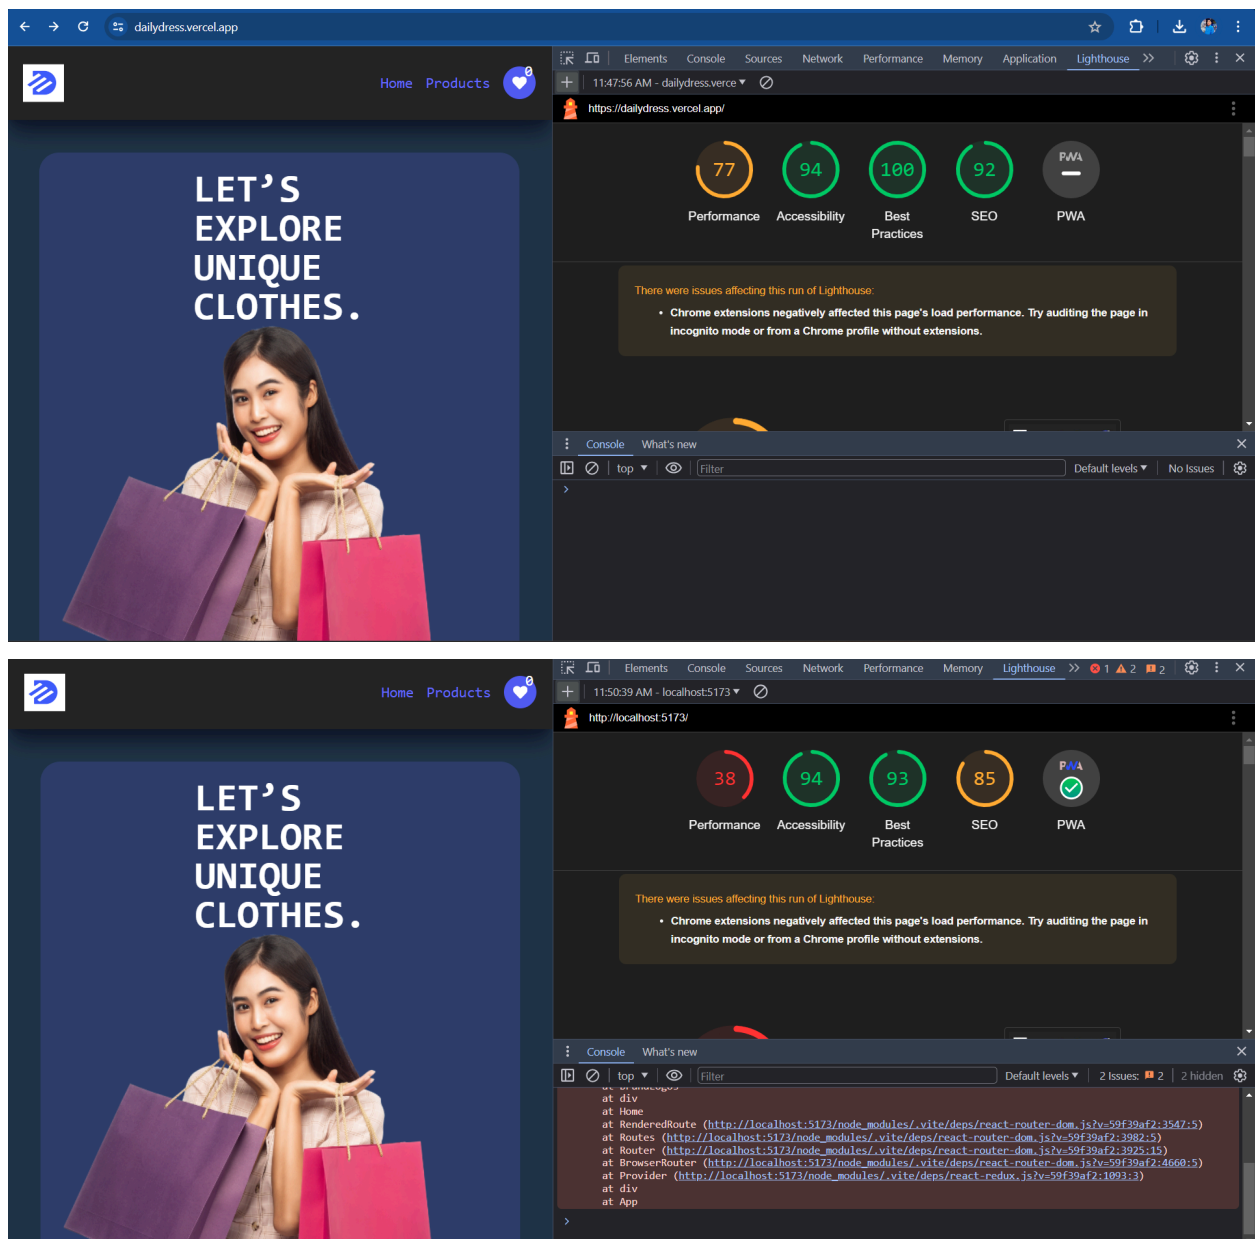 dailydress.vercel.app
Home Products 0
LET’S
EXPLORE
UNIQUE
CLOTHES.
Elements Console Sources Network Performance Memory Application Lighthouse
11:47:56 AM - dailydress.verce
https://dailydress.vercel.app/
77 94 100 92 PWA
Performance Accessibility Best Practices SEO PWA
There were issues affecting this run of Lighthouse:
• Chrome extensions negatively affected this page's load performance. Try auditing the page in
incognito mode or from a Chrome profile without extensions.
Console What's new
top Filter Default levels No Issues
Home Products 0
LET’S
EXPLORE
UNIQUE
CLOTHES.
Elements Console Sources Network Performance Memory Lighthouse 1 2 2
11:50:39 AM - localhost:5173
http://localhost:5173/
38 94 93 85 PWA
Performance Accessibility Best Practices SEO PWA
There were issues affecting this run of Lighthouse:
• Chrome extensions negatively affected this page's load performance. Try auditing the page in
incognito mode or from a Chrome profile without extensions.
Console What's new
top Filter Default levels 2 Issues: 2 2 hidden
at div
at Home
at RenderedRoute (http://localhost:5173/node_modules/.vite/deps/react-router-dom.js?v=59f39af2:3547:5)
at Routes (http://localhost:5173/node_modules/.vite/deps/react-router-dom.js?v=59f39af2:3982:5)
at Router (http://localhost:5173/node_modules/.vite/deps/react-router-dom.js?v=59f39af2:3925:15)
at BrowserRouter (http://localhost:5173/node_modules/.vite/deps/react-router-dom.js?v=59f39af2:4660:5)
at Provider (http://localhost:5173/node_modules/.vite/deps/react-redux.js?v=59f39af2:1093:3)
at div
at App